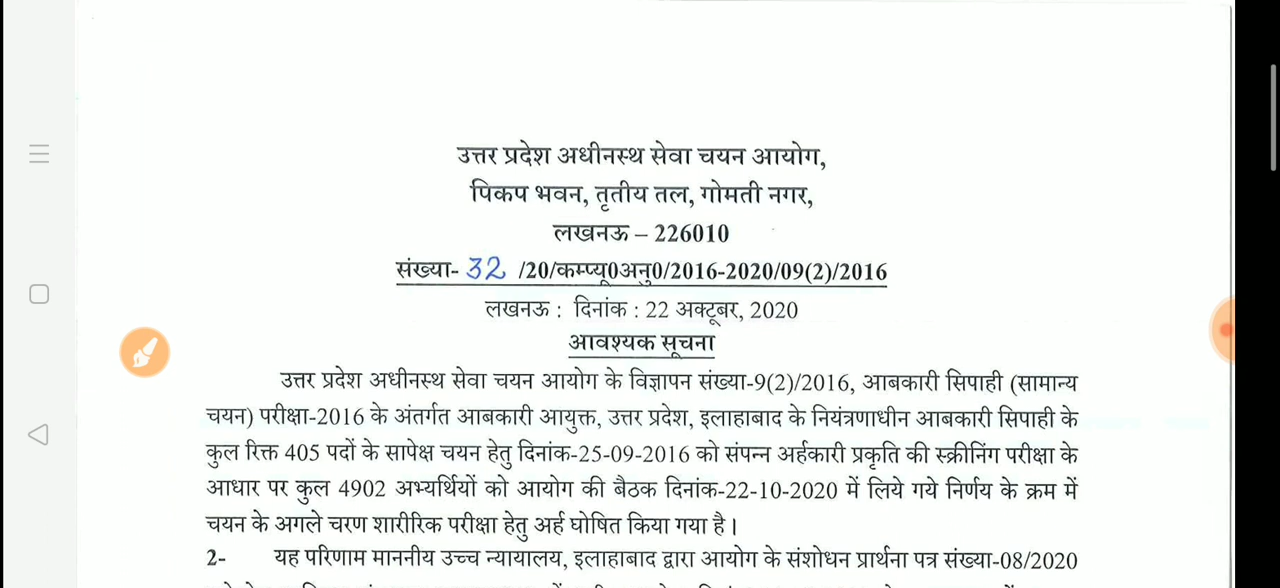 उत्तर प्रदेश अधीनस्थ सेवा चयन आयोग,
पिकप भवन, तृतीय तल, गोमती नगर,
लखनऊ – 226010
संख्या- 32 /20/कम्प्यू0अनु0/2016-2020/09(2)/2016
लखनऊ : दिनांक : 22 अक्टूबर, 2020
आवश्यक सूचना
उत्तर प्रदेश अधीनस्थ सेवा चयन आयोग के विज्ञापन संख्या-9(2)/2016, आबकारी सिपाही (सामान्य
चयन) परीक्षा-2016 के अंतर्गत आबकारी आयुक्त, उत्तर प्रदेश, इलाहाबाद के नियंत्रणाधीन आबकारी सिपाही के
कुल रिक्त 405 पदों के सापेक्ष चयन हेतु दिनांक-25-09-2016 को संपन्न अर्हकारी प्रकृति की स्क्रीनिंग परीक्षा के
आधार पर कुल 4902 अभ्यर्थियों को आयोग की बैठक दिनांक-22-10-2020 में लिये गये निर्णय के क्रम में
चयन के अगले चरण शारीरिक परीक्षा हेतु अर्ह घोषित किया गया है।
2- यह परिणाम माननीय उच्च न्यायालय, इलाहाबाद द्वारा आयोग के संशोधन प्रार्थना पत्र संख्या-08/2020